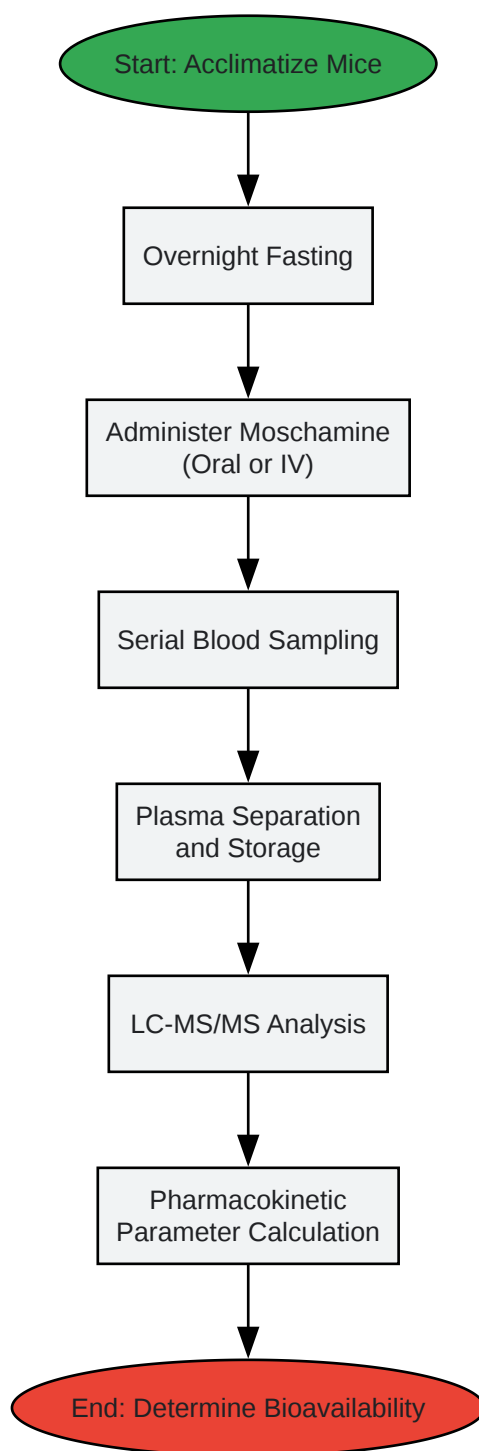 Start: Acclimatize Mice
Overnight Fasting
Administer Moschamine
(Oral or IV)
Serial Blood Sampling
Plasma Separation
and Storage
LC-MS/MS Analysis
Pharmacokinetic
Parameter Calculation
End: Determine Bioavailability